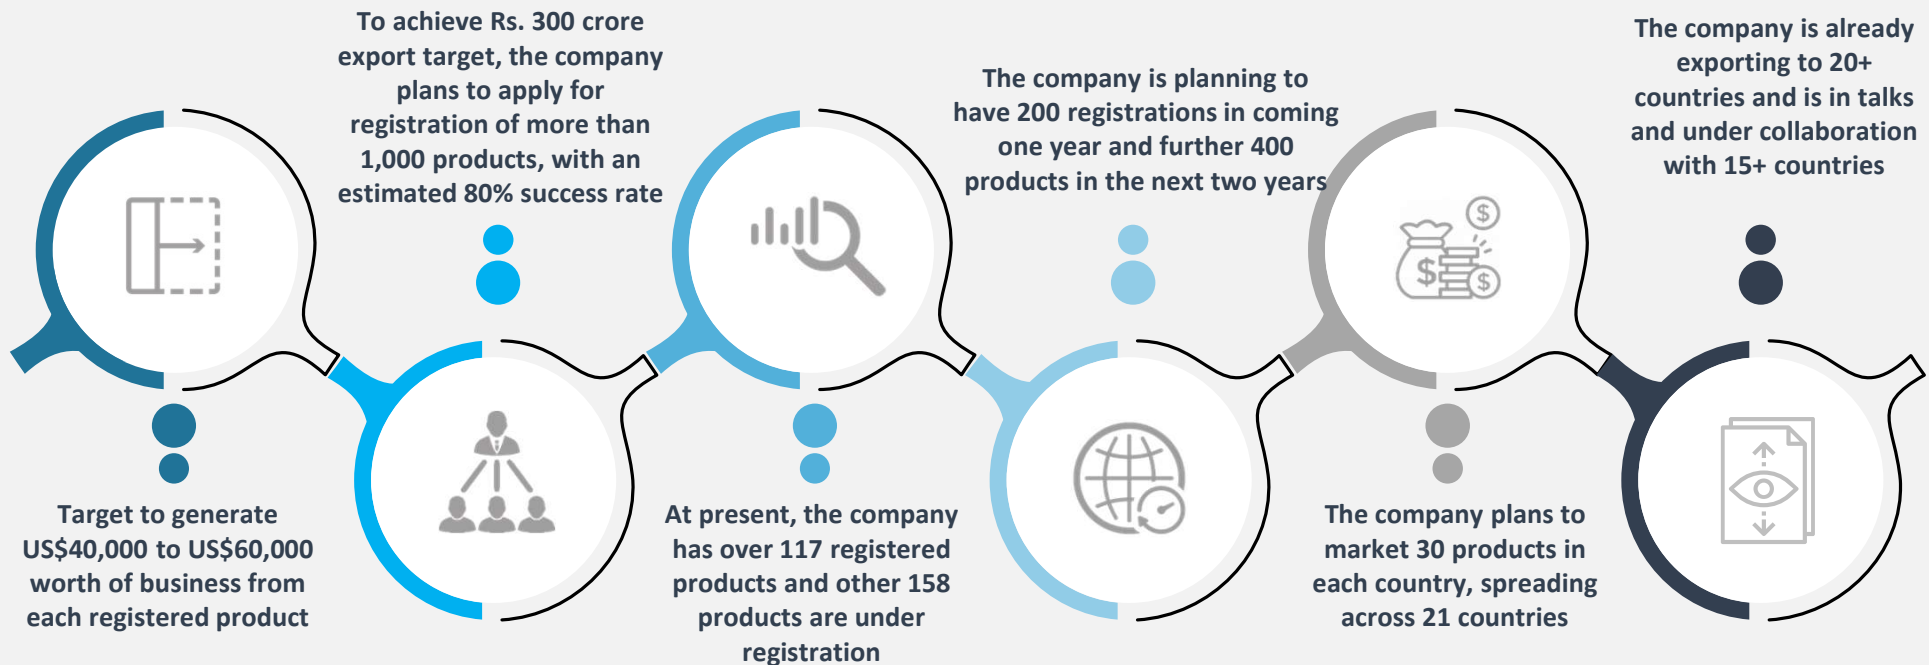 Target to generate
US$40,000 to US$60,000
worth of business from
each registered product
To achieve Rs. 300 crore
export target, the company
plans to apply for
registration of more than
1,000 products, with an
estimated 80% success rate
At present, the company
has over 117 registered
products and other 158
products are under
registration
The company is planning to
have 200 registrations in coming
one year and further 400
products in the next two years
The company plans to
market 30 products in
each country, spreading
across 21 countries
The company is already
exporting to 20+
countries and is in talks
and under collaboration
with 15+ countries